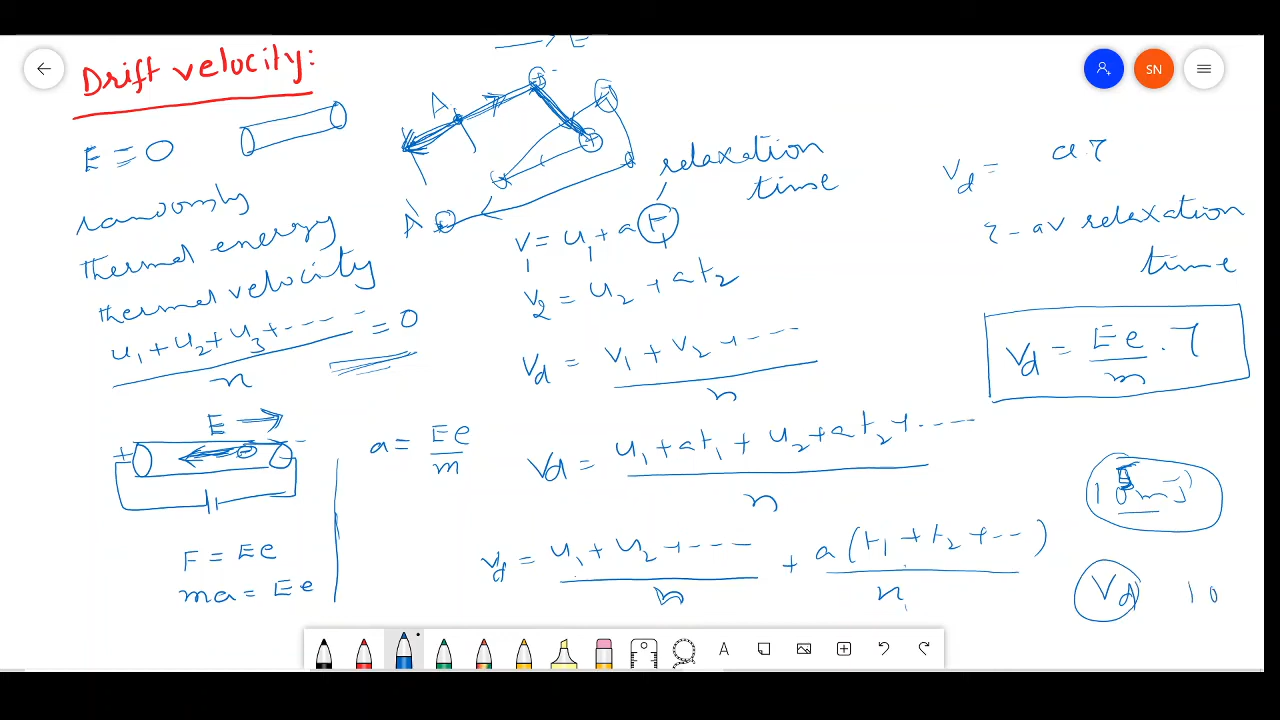 Drift velocity:
→ E
SN
E = 0
A
randomly
thermal energy
thermal velocity
u₁ + u₂ + u₃ + ---- = 0
n
E →
+ -
F = Ee
ma = Ee
a = Ee
m
A'
relaxation
time
v₁ = u₁ + a t₁
v₂ = u₂ + a t₂
Vd = v₁ + v₂ + ----
n
Vd = u₁ + at₁ + u₂ + at₂ + ----
n
Vd = u₁ + u₂ + ---- + a (t₁ + t₂ + ---)
n n
Vd = a.τ
τ - av relaxation
time
Vd = Ee . τ
m
Vd 10
A